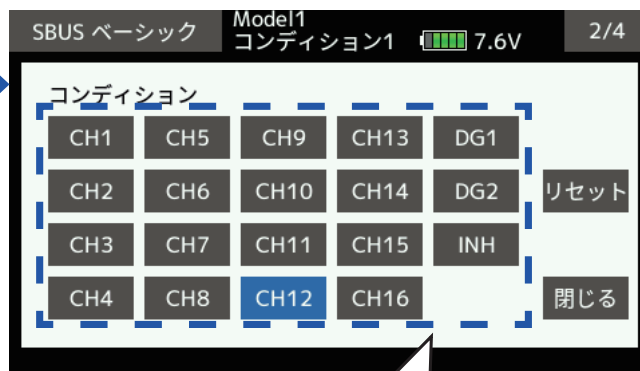 SBUS ベーシック
Model1
コンディション1 7.6V
2/4
コンディション
CH1 CH5 CH9 CH13 DG1
CH2 CH6 CH10 CH14 DG2 リセット
CH3 CH7 CH11 CH15 INH
CH4 CH8 CH12 CH16 閉じる